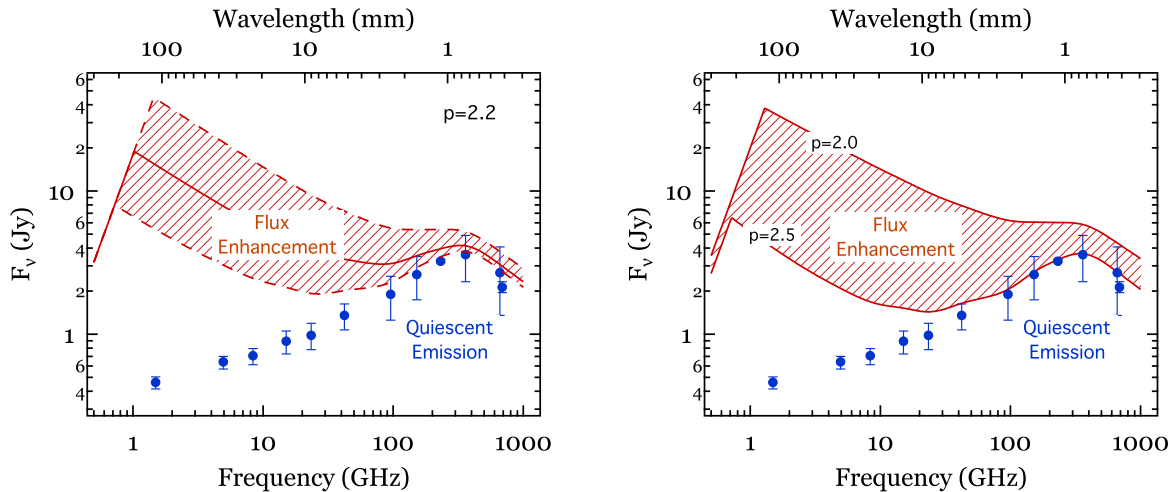 Wavelength (mm)
100 10 1
6
4
2
10
6
4
2
1
6
4
F_ν (Jy)
p=2.2
Flux
Enhancement
Quiescent
Emission
1 10 100 1000
Frequency (GHz)
Wavelength (mm)
100 10 1
6
4
2
10
6
4
2
1
6
4
F_ν (Jy)
p=2.0
p=2.5
Flux
Enhancement
Quiescent
Emission
1 10 100 1000
Frequency (GHz)